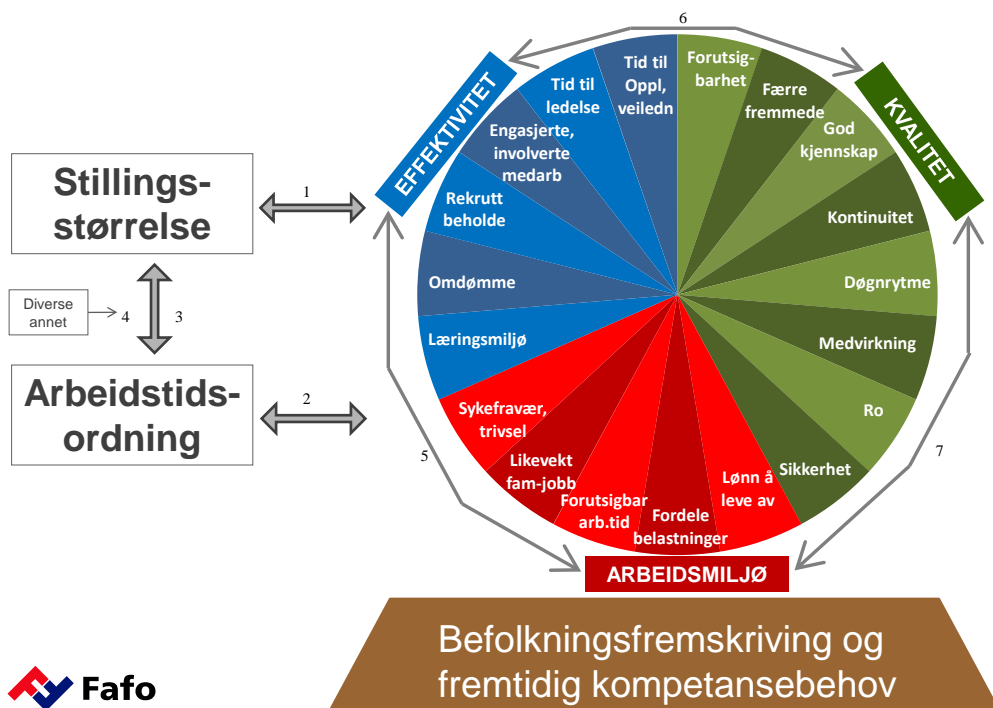 6
EFFEKTIVITET
KVALITET
Tid til
Oppl,
veiledn
Forutsig-
barhet
Tid til
ledelse
Færre
fremmede
Engasjerte,
involverte
medarb
God
kjennskap
Rekrutt
beholde
Kontinuitet
Omdømme
Døgnrytme
Læringsmiljø
Medvirkning
Sykefravær,
trivsel
Ro
Likevekt
fam-jobb
Sikkerhet
Forutsigbar
arb.tid
Fordele
belastninger
Lønn å
leve av
ARBEIDSMILJØ
Stillings-
størrelse
1
Diverse
annet
4
3
Arbeidstids-
ordning
2
5
7
Befolkningsfremskriving og
fremtidig kompetansebehov
Fafo